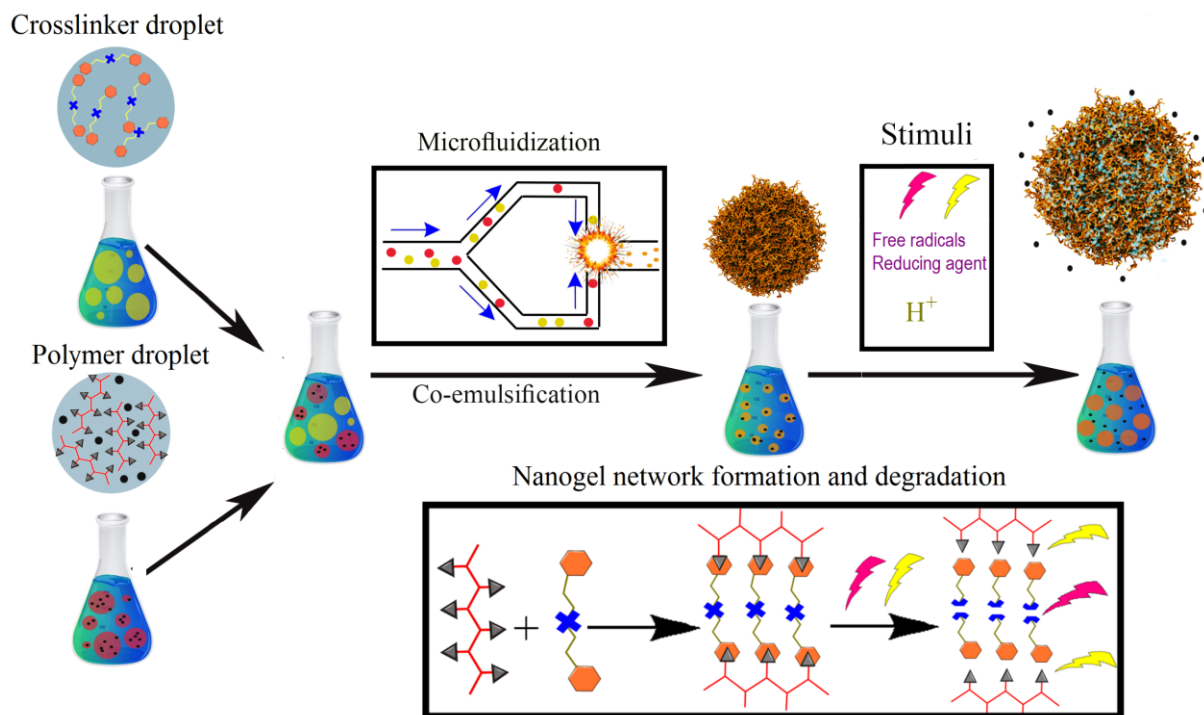 Crosslinker droplet
Polymer droplet
Microfluidization
Co-emulsification
Stimuli
Free radicals
Reducing agent
H⁺
Nanogel network formation and degradation
+